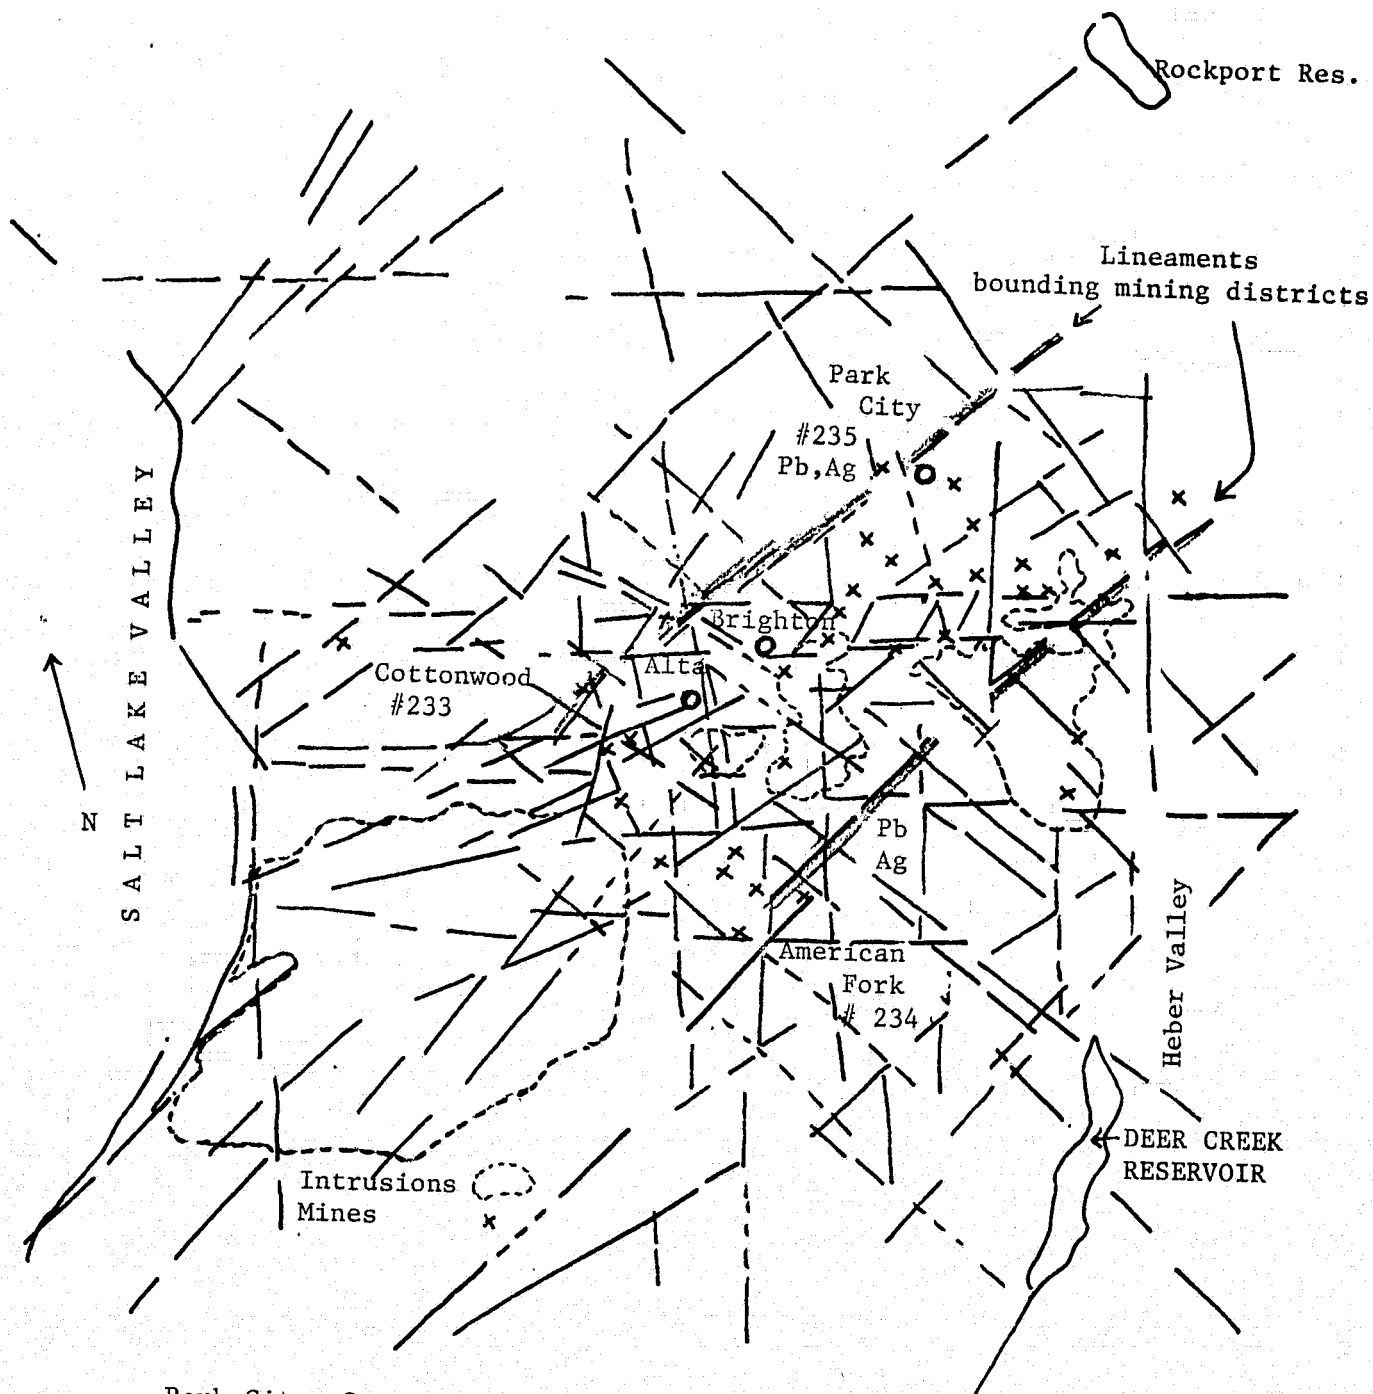 Rockport Res.
Lineaments
bounding mining districts
Park
City
#235
Pb,Ag
Brighton
Alta
Cottonwood
#233
SALT LAKE VALLEY
N
Pb
Ag
American
Fork
# 234
Heber Valley
DEER CREEK
RESERVOIR
Intrusions
Mines